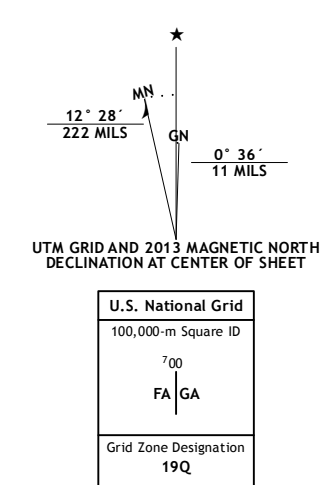 ★
MN
12° 28´
222 MILS
GN
0° 36´
11 MILS
UTM GRID AND 2013 MAGNETIC NORTH
DECLINATION AT CENTER OF SHEET
U.S. National Grid
100,000-m Square ID
⁷00
FA GA
Grid Zone Designation
19Q